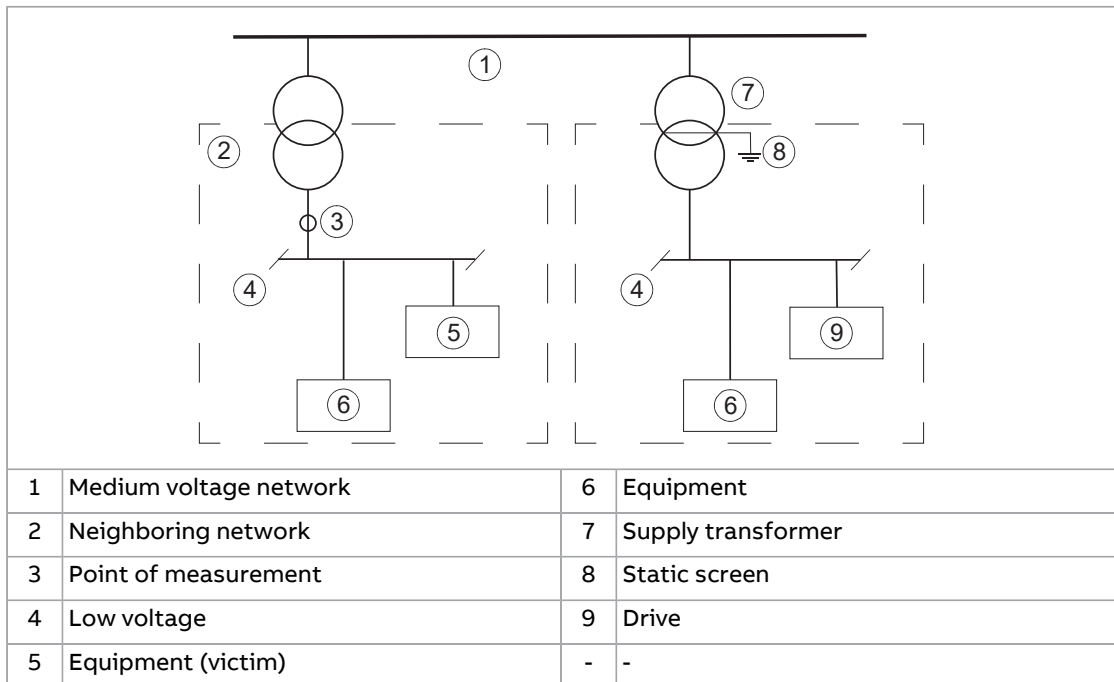 1
7
2
8
3
4
4
5
9
6
6
1 Medium voltage network 6 Equipment
2 Neighboring network 7 Supply transformer
3 Point of measurement 8 Static screen
4 Low voltage 9 Drive
5 Equipment (victim) - -